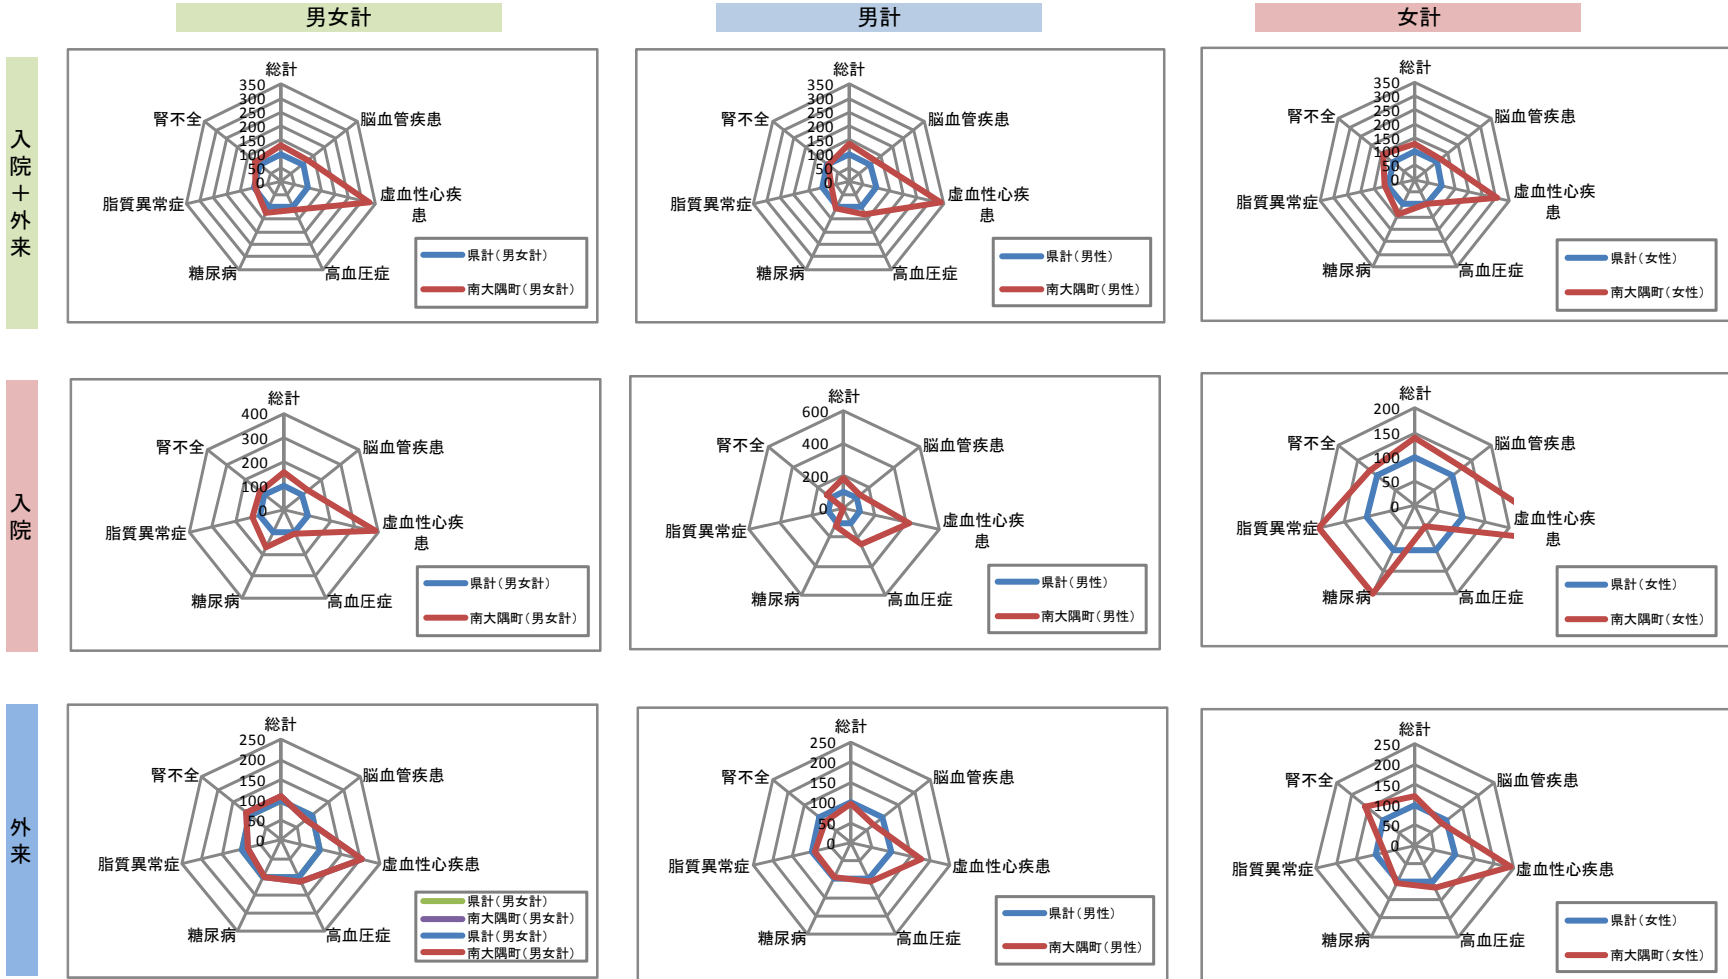 男女計
男計
女計
入院＋外来
総計
350
300
250
200
150
100
50
0
脳血管疾患
虚血性心疾
患
高血圧症
糖尿病
脂質異常症
腎不全
県計(男女計)
南大隅町(男女計)
総計
350
300
250
200
150
100
50
0
脳血管疾患
虚血性心疾
患
高血圧症
糖尿病
脂質異常症
腎不全
県計(男性)
南大隅町(男性)
総計
350
300
250
200
150
100
50
0
脳血管疾患
虚血性心疾
患
高血圧症
糖尿病
脂質異常症
腎不全
県計(女性)
南大隅町(女性)
入院
総計
400
300
200
100
0
脳血管疾患
虚血性心疾
患
高血圧症
糖尿病
脂質異常症
腎不全
県計(男女計)
南大隅町(男女計)
総計
600
400
200
0
脳血管疾患
虚血性心疾
患
高血圧症
糖尿病
脂質異常症
腎不全
県計(男性)
南大隅町(男性)
総計
200
150
100
50
0
脳血管疾患
虚血性心疾
患
高血圧症
糖尿病
脂質異常症
腎不全
県計(女性)
南大隅町(女性)
外来
総計
250
200
150
100
50
0
脳血管疾患
虚血性心疾患
高血圧症
糖尿病
脂質異常症
腎不全
県計(男女計)
南大隅町(男女計)
県計(男女計)
南大隅町(男女計)
総計
250
200
150
100
50
0
脳血管疾患
虚血性心疾患
高血圧症
糖尿病
脂質異常症
腎不全
県計(男性)
南大隅町(男性)
総計
250
200
150
100
50
0
脳血管疾患
虚血性心疾患
高血圧症
糖尿病
脂質異常症
腎不全
県計(女性)
南大隅町(女性)